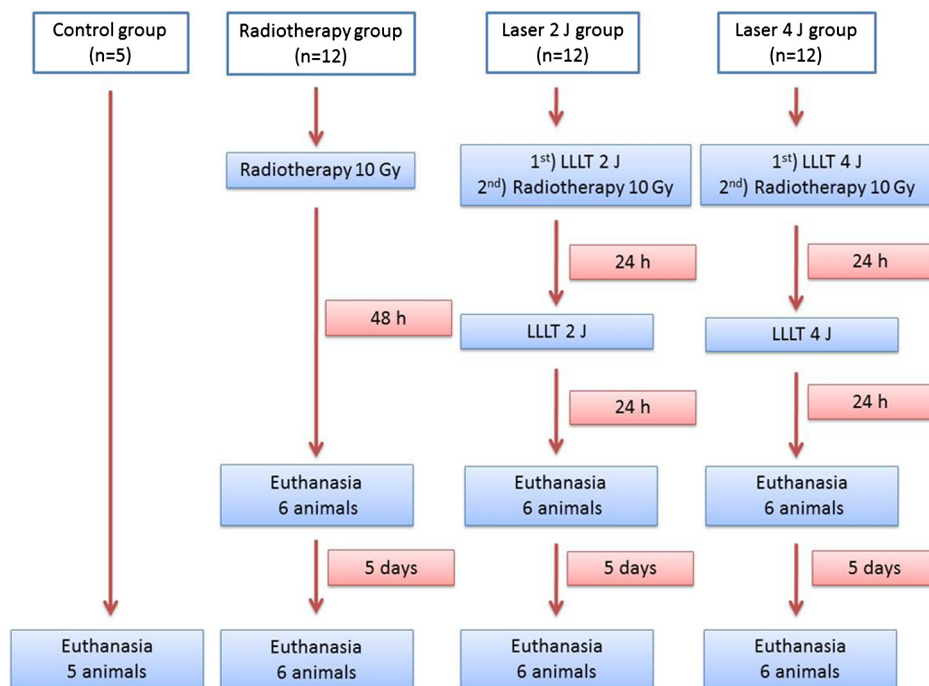 Control group
(n=5)
Radiotherapy group
(n=12)
Laser 2 J group
(n=12)
Laser 4 J group
(n=12)
Radiotherapy 10 Gy
1st) LLLT 2 J
2nd) Radiotherapy 10 Gy
1st) LLLT 4 J
2nd) Radiotherapy 10 Gy
24 h
24 h
48 h
LLLT 2 J
LLLT 4 J
24 h
24 h
Euthanasia
6 animals
Euthanasia
6 animals
Euthanasia
6 animals
5 days
5 days
5 days
Euthanasia
5 animals
Euthanasia
6 animals
Euthanasia
6 animals
Euthanasia
6 animals